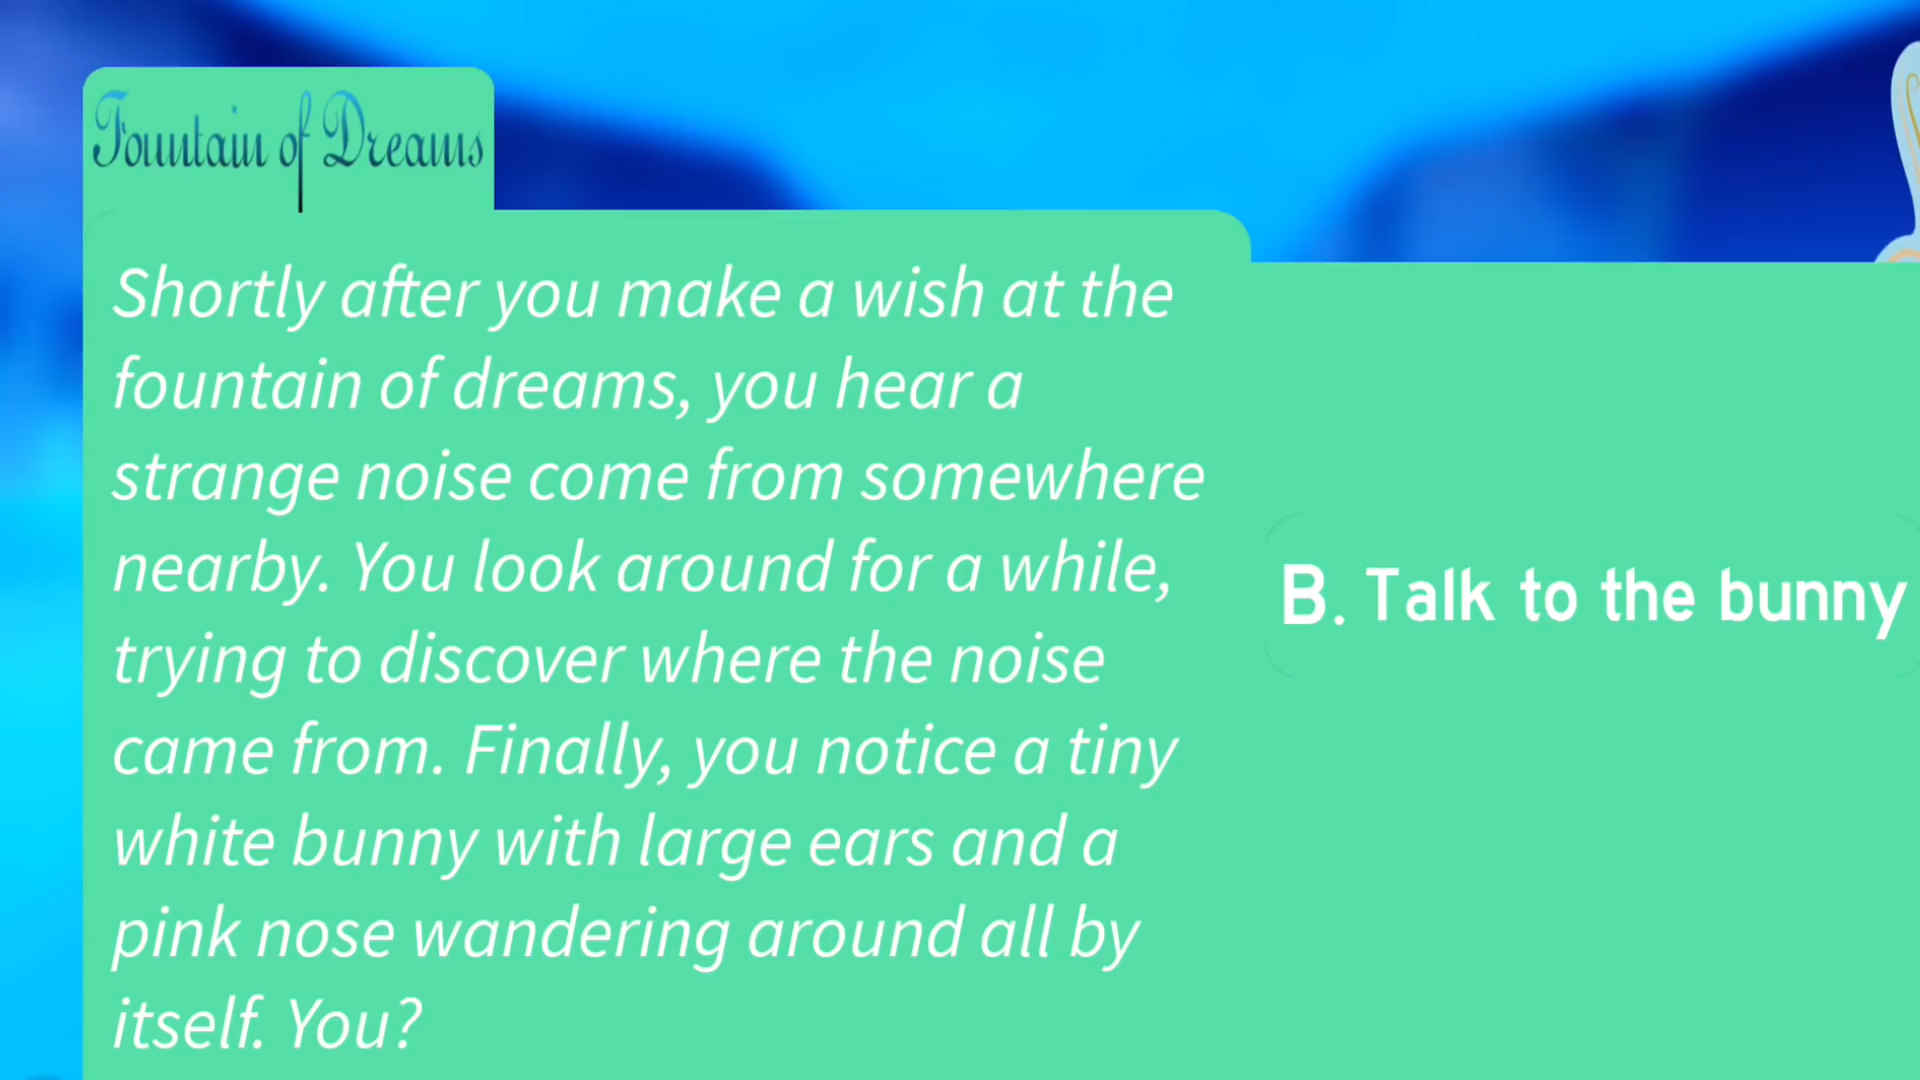 Fountain of Dreams
Shortly after you make a wish at the
fountain of dreams, you hear a
strange noise come from somewhere
nearby. You look around for a while,
trying to discover where the noise
came from. Finally, you notice a tiny
white bunny with large ears and a
pink nose wandering around all by
itself. You?
B. Talk to the bunny